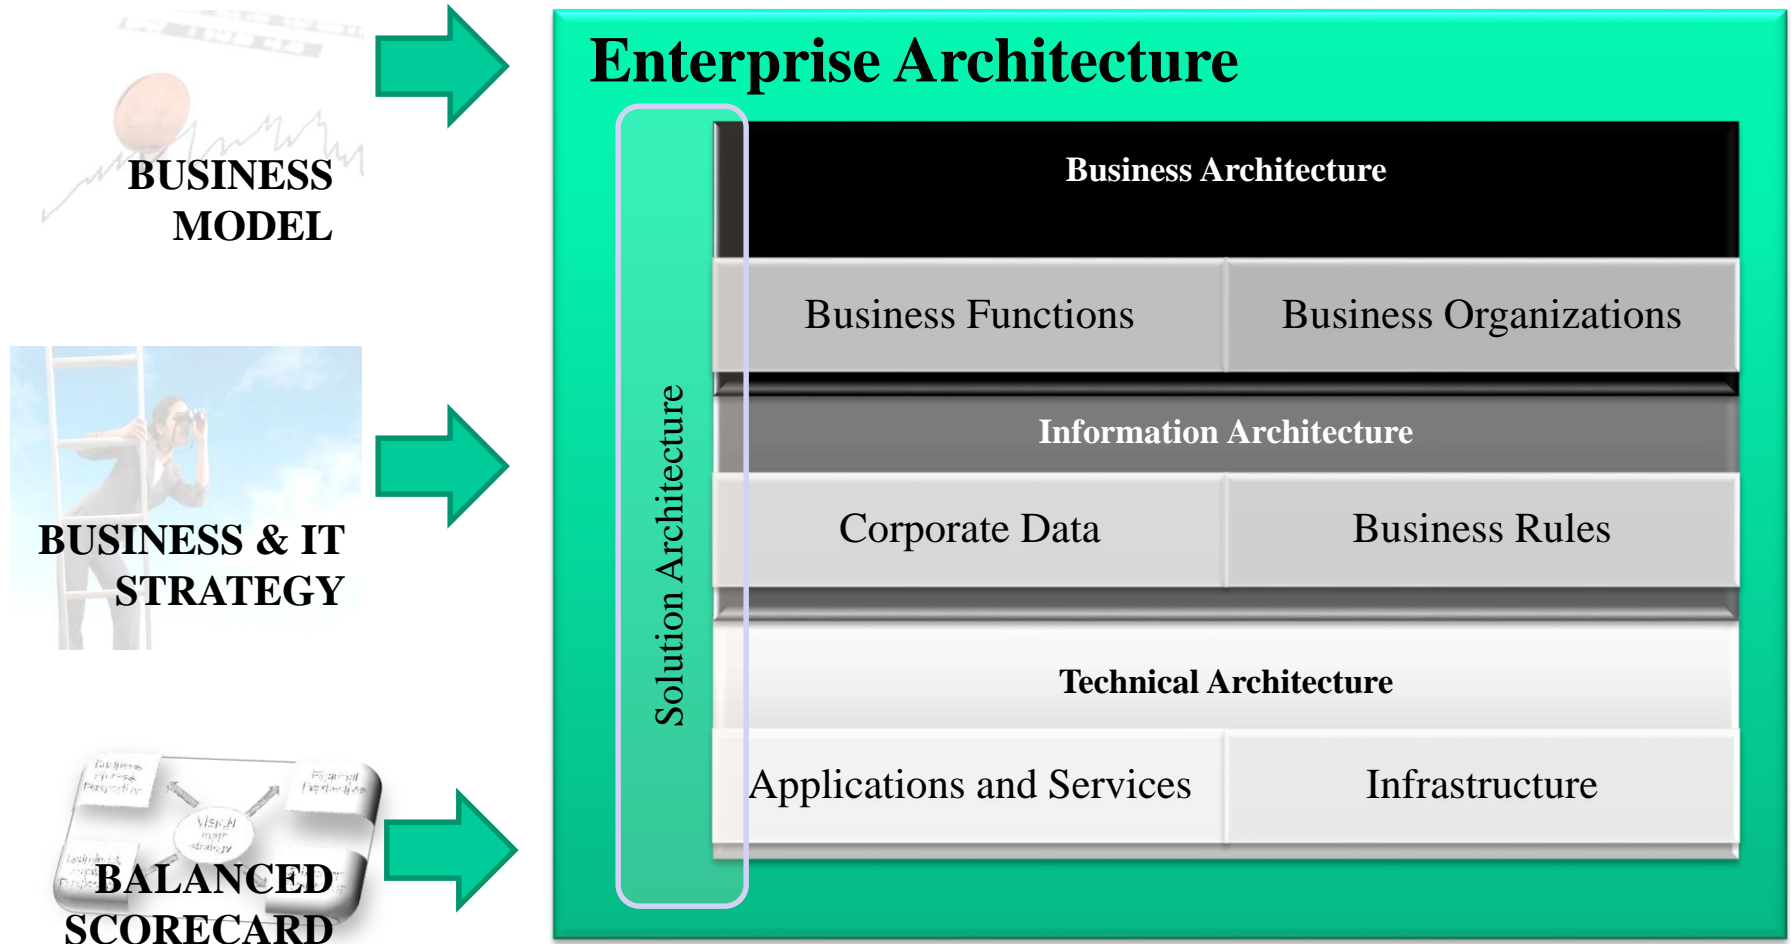 Enterprise Architecture
BUSINESS
MODEL
BUSINESS & IT
STRATEGY
BALANCED
SCORECARD
Solution Architecture
Business Architecture
Business Functions
Business Organizations
Information Architecture
Corporate Data
Business Rules
Technical Architecture
Applications and Services
Infrastructure